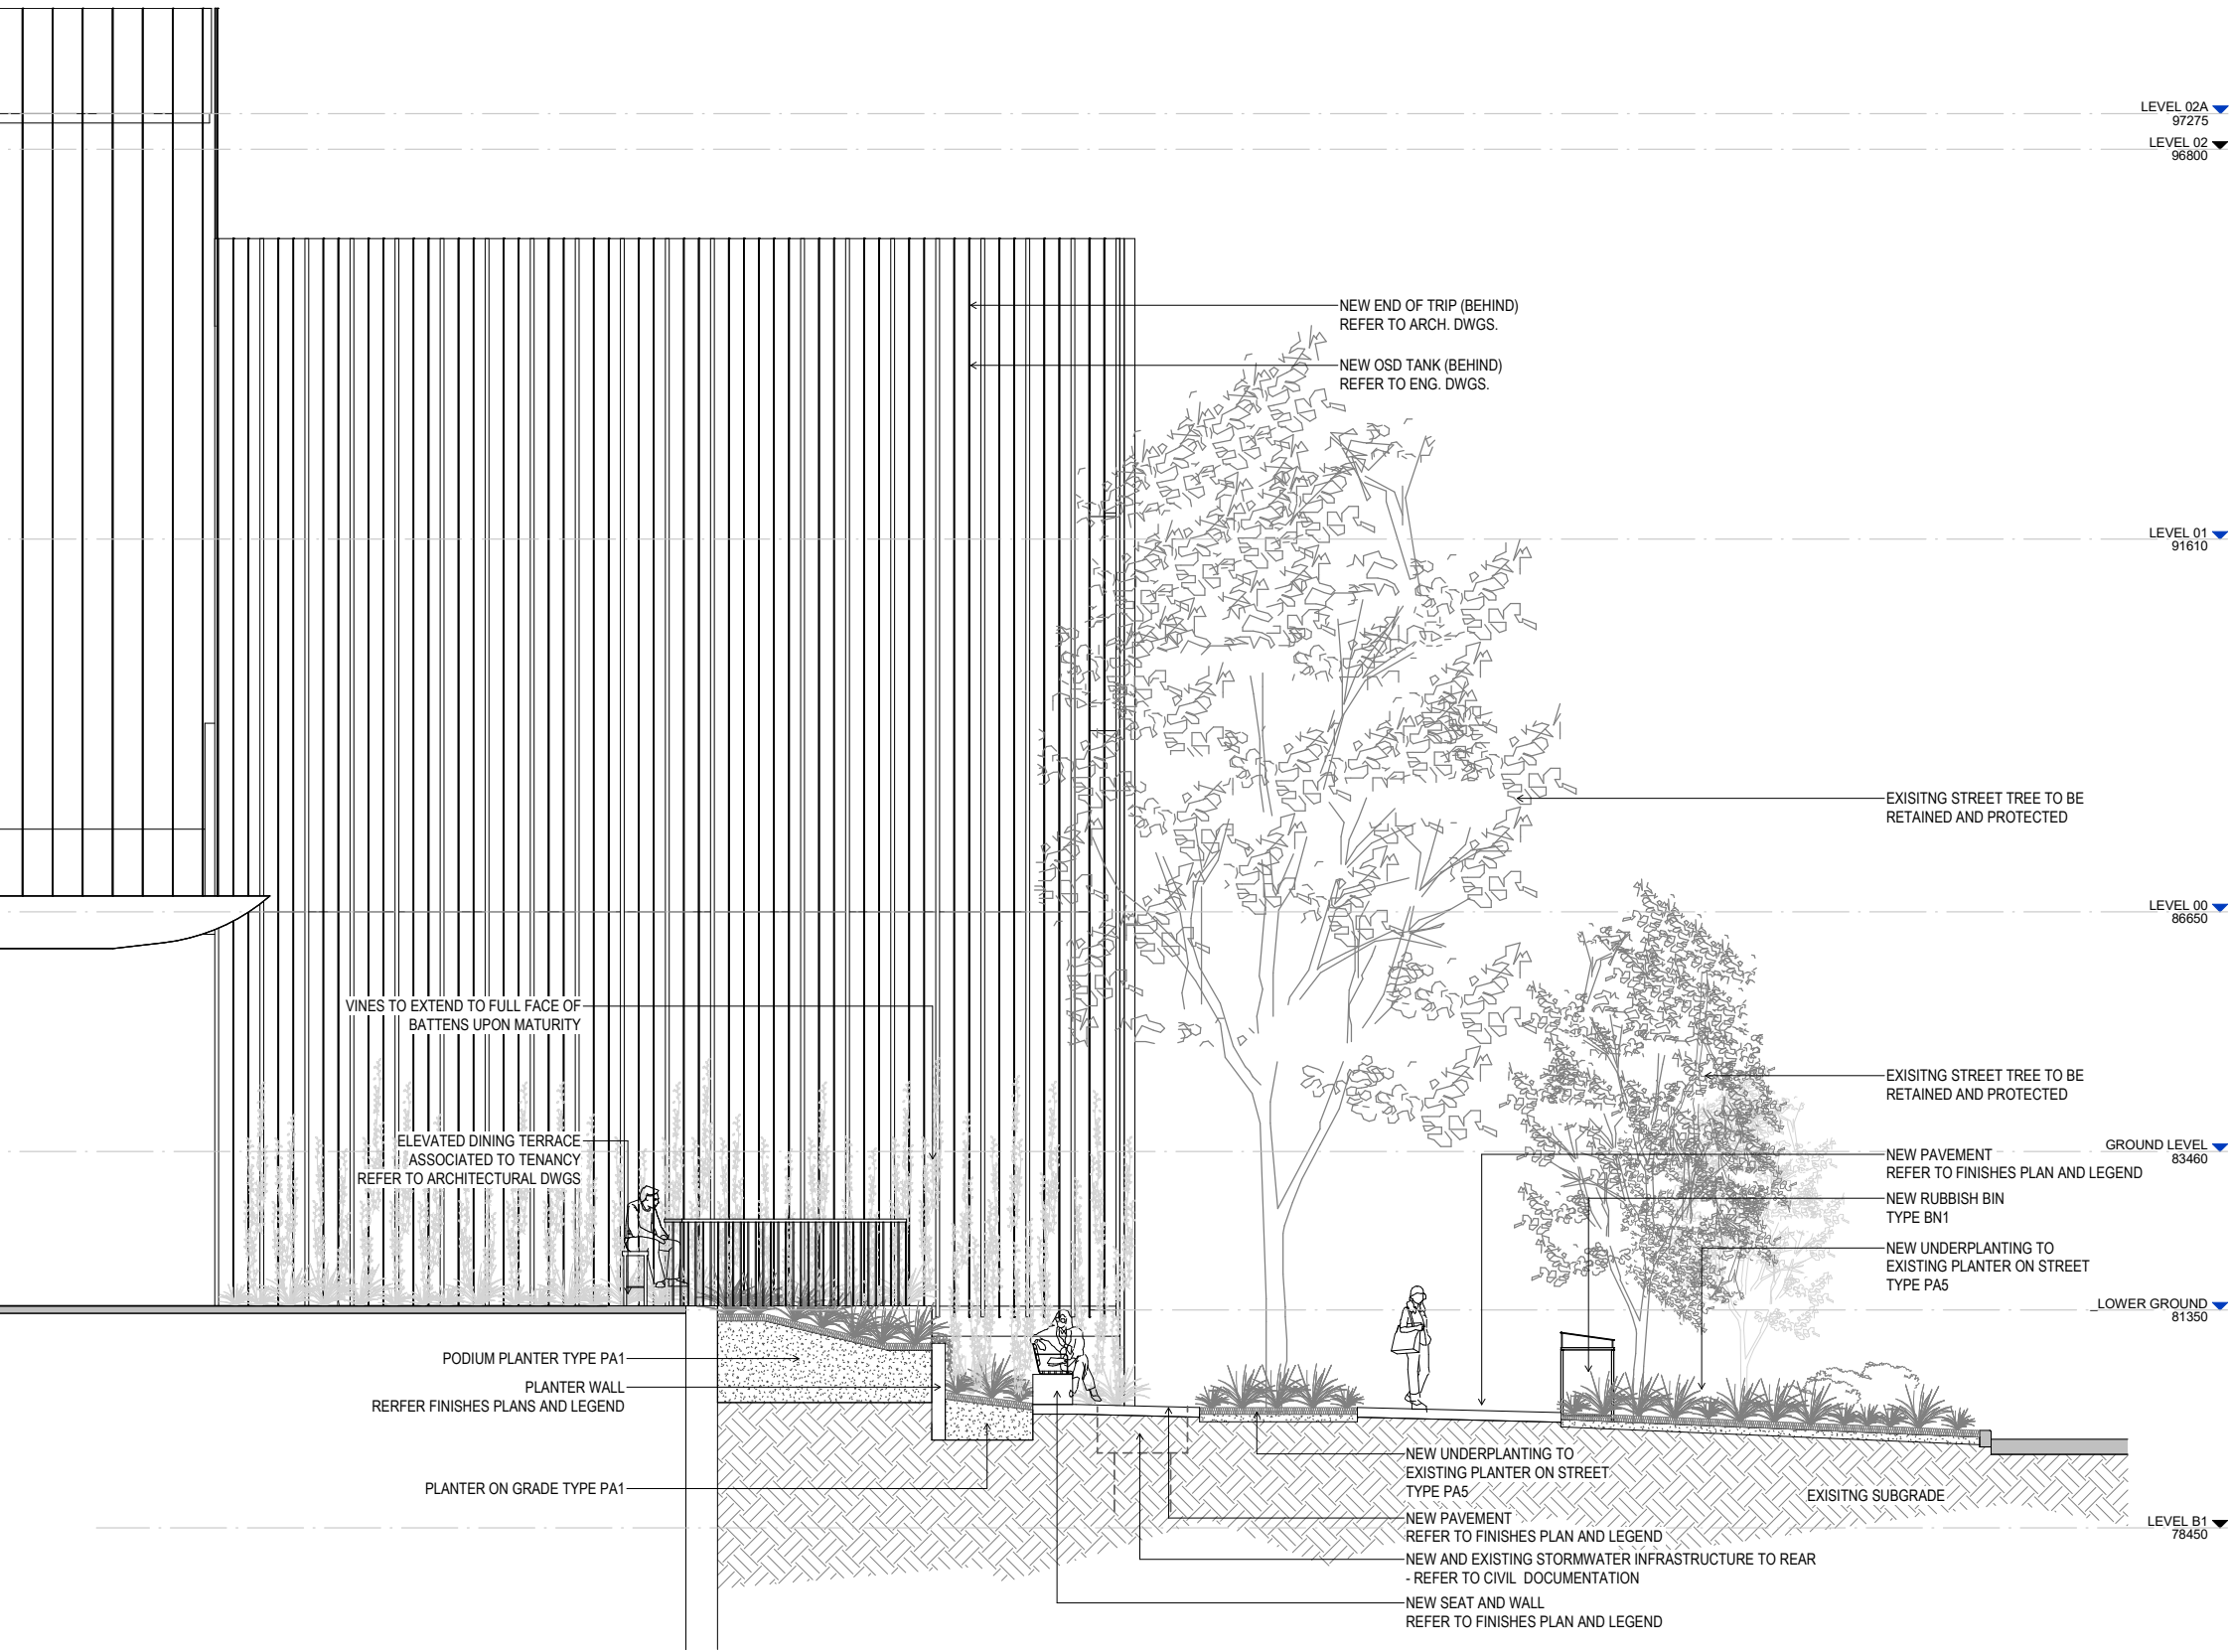 LEVEL 02A
97275
LEVEL 02
96800
NEW END OF TRIP (BEHIND)
REFER TO ARCH. DWGS.
NEW OSD TANK (BEHIND)
REFER TO ENG. DWGS.
LEVEL 01
91610
EXISITNG STREET TREE TO BE
RETAINED AND PROTECTED
LEVEL 00
86650
VINES TO EXTEND TO FULL FACE OF
BATTENS UPON MATURITY
EXISITNG STREET TREE TO BE
RETAINED AND PROTECTED
ELEVATED DINING TERRACE
ASSOCIATED TO TENANCY
REFER TO ARCHITECTURAL DWGS
GROUND LEVEL
83460
NEW PAVEMENT
REFER TO FINISHES PLAN AND LEGEND
NEW RUBBISH BIN
TYPE BN1
NEW UNDERPLANTING TO
EXISTING PLANTER ON STREET
TYPE PA5
_LOWER GROUND
81350
PODIUM PLANTER TYPE PA1
PLANTER WALL
RERFER FINISHES PLANS AND LEGEND
PLANTER ON GRADE TYPE PA1
NEW UNDERPLANTING TO
EXISTING PLANTER ON STREET
TYPE PA5
EXISITNG SUBGRADE
NEW PAVEMENT
REFER TO FINISHES PLAN AND LEGEND
LEVEL B1
78450
NEW AND EXISTING STORMWATER INFRASTRUCTURE TO REAR
- REFER TO CIVIL DOCUMENTATION
NEW SEAT AND WALL
REFER TO FINISHES PLAN AND LEGEND